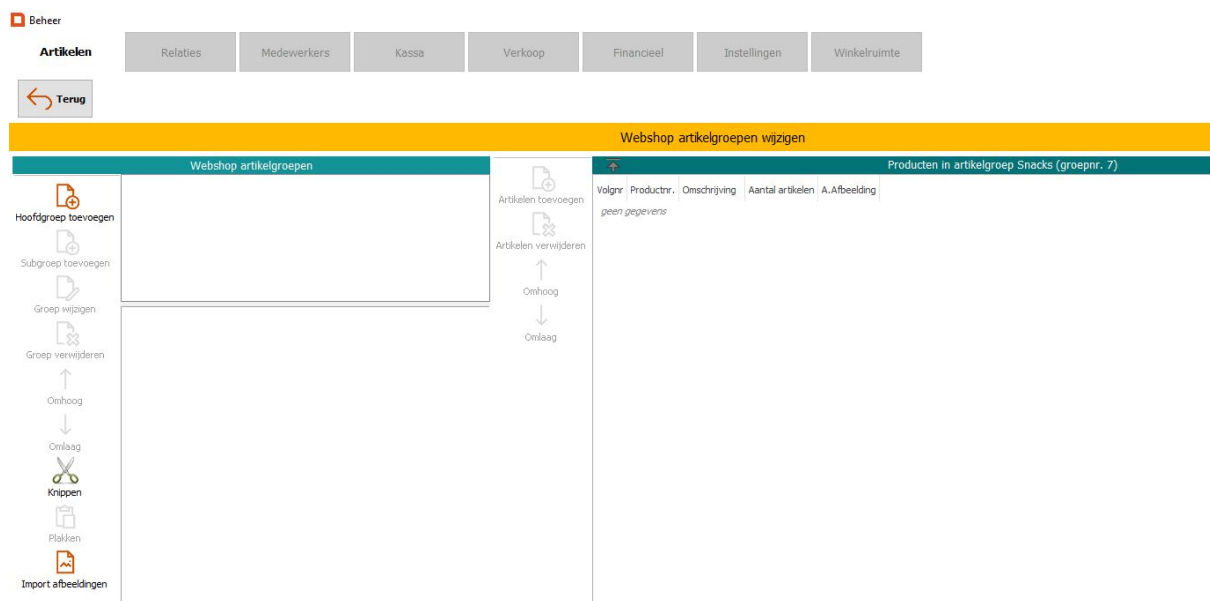 Beheer
Artikelen Relaties Medewerkers Kassa Verkoop Financieel Instellingen Winkelruimte
Terug
Webshop artikelgroepen wijzigen
Webshop artikelgroepen
Hoofdgroep toevoegen
Subgroep toevoegen
Groep wijzigen
Groep verwijderen
Omhoog
Omlaag
Knippen
Plakken
Import afbeeldingen
Artikelen toevoegen
Artikelen verwijderen
Omhoog
Omlaag
Producten in artikelgroep Snacks (groepnr. 7)
Volgnr Productnr. Omschrijving Aantal artikelen A.Afbeelding
geen gegevens